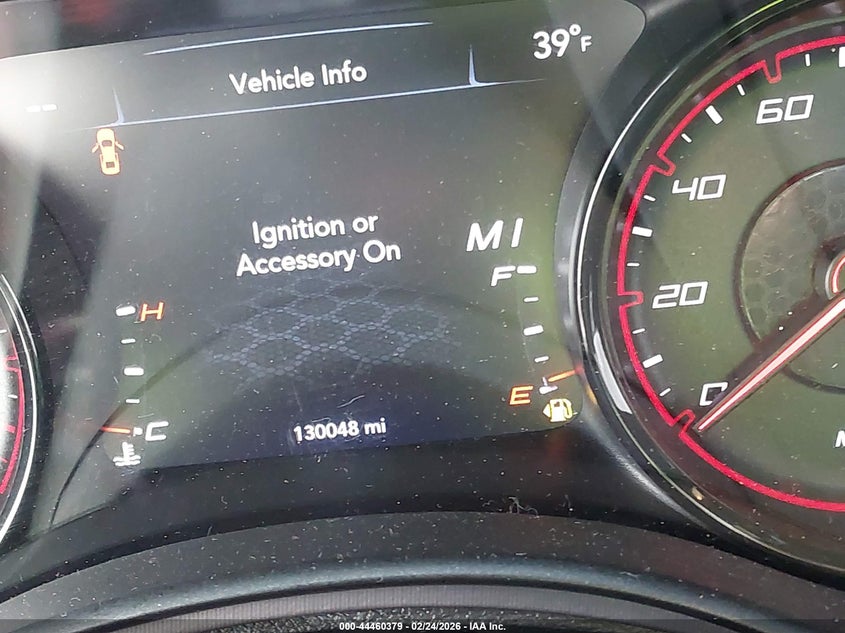 39°F
Vehicle Info
Ignition or
Accessory On
MI
F
H
E
C
130048 mi
60
40
20
0
000-44460379 - 02/24/2026 - IAA Inc.